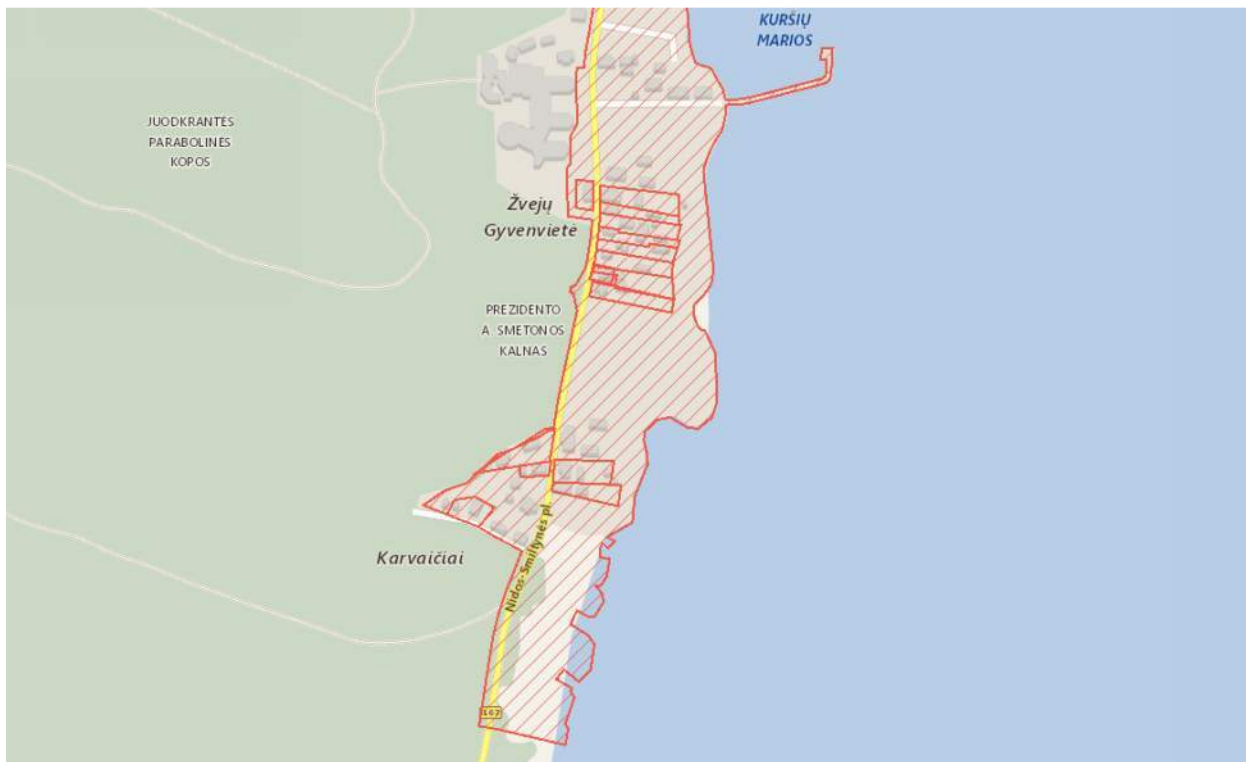 KURŠIŲ
MARIOS
JUODKRANTĖS
PARABOLINĖS
KOPOS
Žvejų
Gyvenvietė
PREZIDENTO
A. SMETONOS
KALNAS
Karvaičiai
Nidos-Smiltynės pl.
167